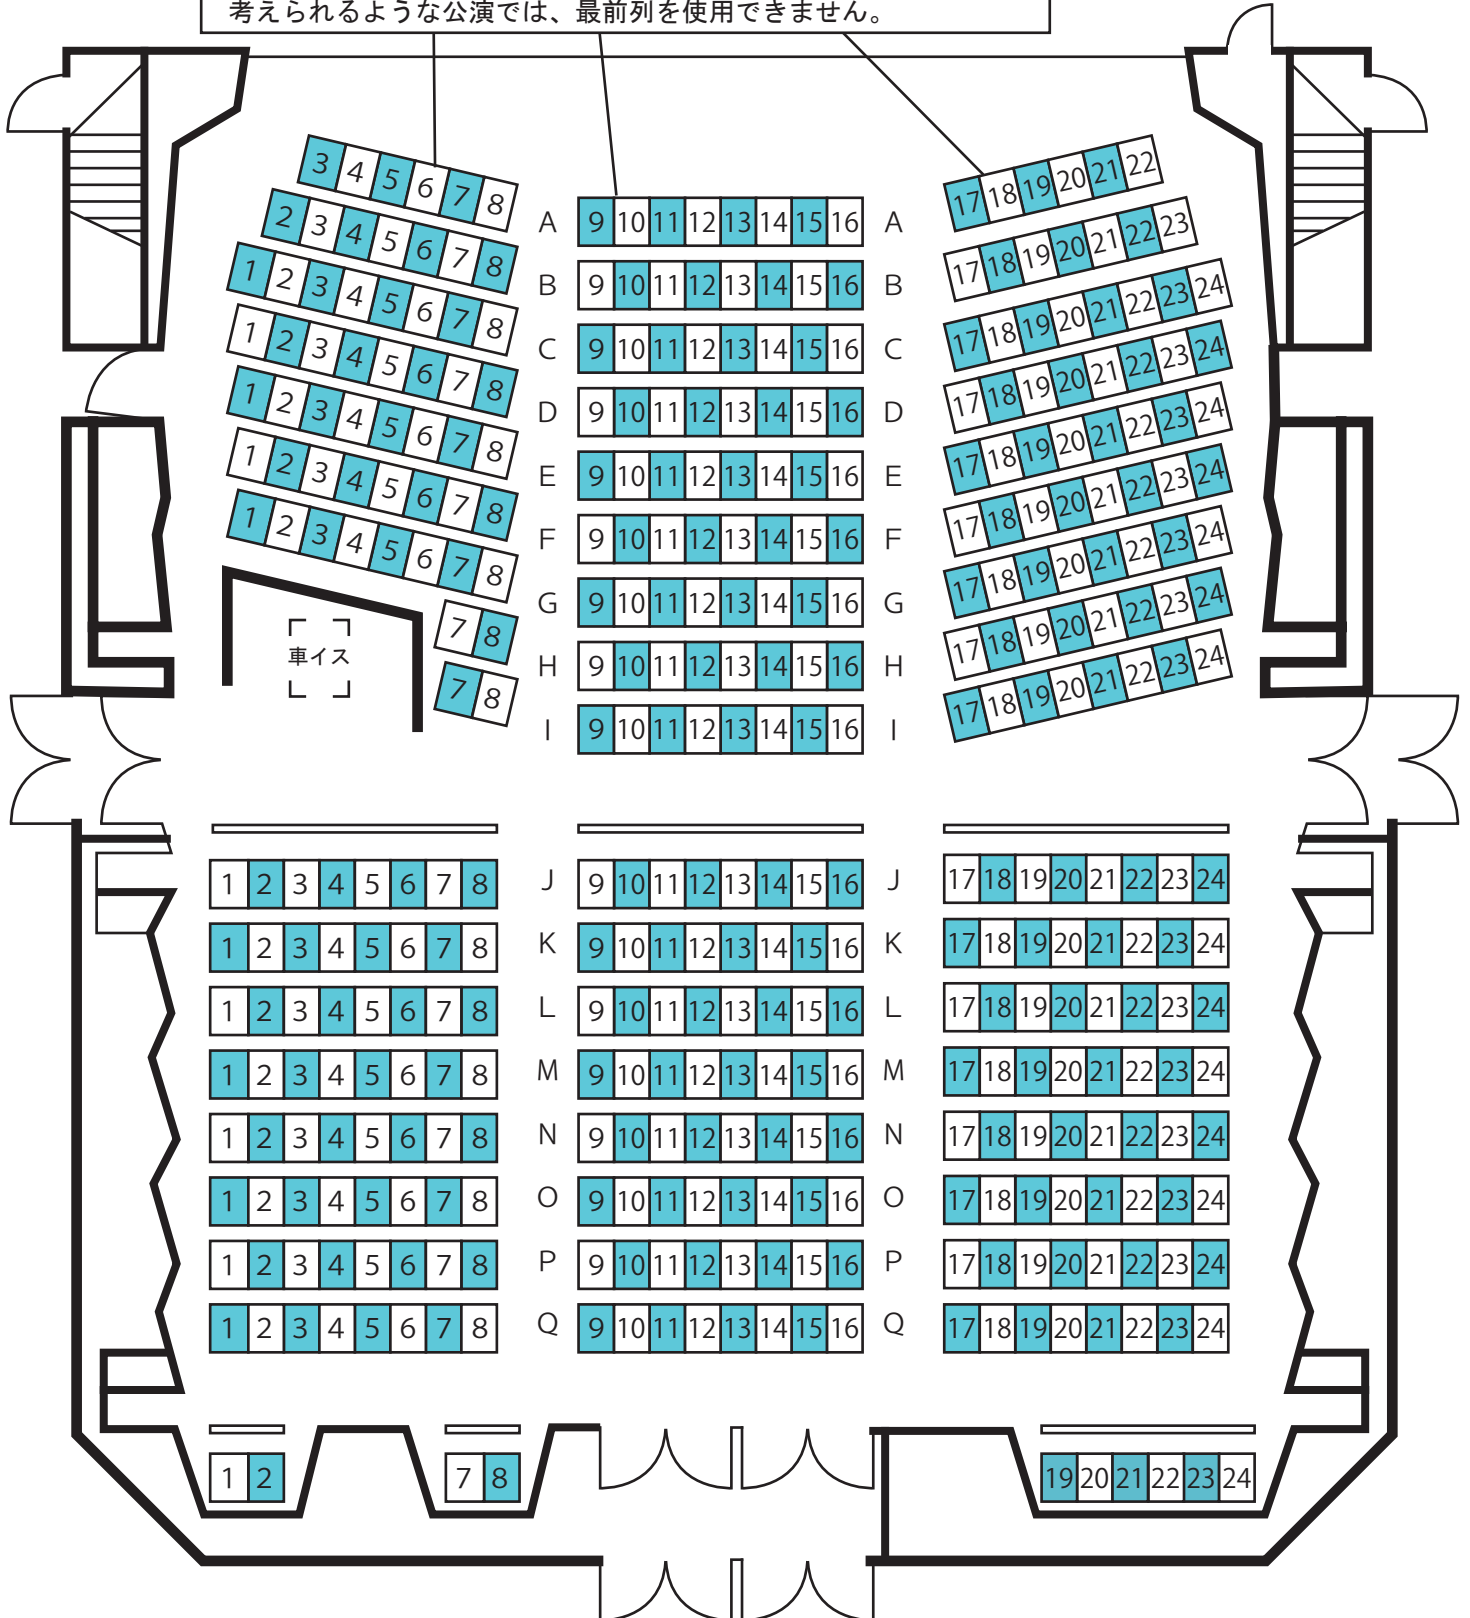 考えられるような公演では、最前列を使用できません。
3 4 5 6 7 8 A 9 10 11 12 13 14 15 16 A 17 18 19 20 21 22
2 3 4 5 6 7 8 B 9 10 11 12 13 14 15 16 B 17 18 19 20 21 22 23
1 2 3 4 5 6 7 8 C 9 10 11 12 13 14 15 16 C 17 18 19 20 21 22 23 24
1 2 3 4 5 6 7 8 D 9 10 11 12 13 14 15 16 D 17 18 19 20 21 22 23 24
1 2 3 4 5 6 7 8 E 9 10 11 12 13 14 15 16 E 17 18 19 20 21 22 23 24
1 2 3 4 5 6 7 8 F 9 10 11 12 13 14 15 16 F 17 18 19 20 21 22 23 24
1 2 3 4 5 6 7 8 G 9 10 11 12 13 14 15 16 G 17 18 19 20 21 22 23 24
7 8 H 9 10 11 12 13 14 15 16 H 17 18 19 20 21 22 23 24
車イス
7 8 I 9 10 11 12 13 14 15 16 I 17 18 19 20 21 22 23 24
1 2 3 4 5 6 7 8 J 9 10 11 12 13 14 15 16 J 17 18 19 20 21 22 23 24
1 2 3 4 5 6 7 8 K 9 10 11 12 13 14 15 16 K 17 18 19 20 21 22 23 24
1 2 3 4 5 6 7 8 L 9 10 11 12 13 14 15 16 L 17 18 19 20 21 22 23 24
1 2 3 4 5 6 7 8 M 9 10 11 12 13 14 15 16 M 17 18 19 20 21 22 23 24
1 2 3 4 5 6 7 8 N 9 10 11 12 13 14 15 16 N 17 18 19 20 21 22 23 24
1 2 3 4 5 6 7 8 O 9 10 11 12 13 14 15 16 O 17 18 19 20 21 22 23 24
1 2 3 4 5 6 7 8 P 9 10 11 12 13 14 15 16 P 17 18 19 20 21 22 23 24
1 2 3 4 5 6 7 8 Q 9 10 11 12 13 14 15 16 Q 17 18 19 20 21 22 23 24
1 2 7 8 19 20 21 22 23 24